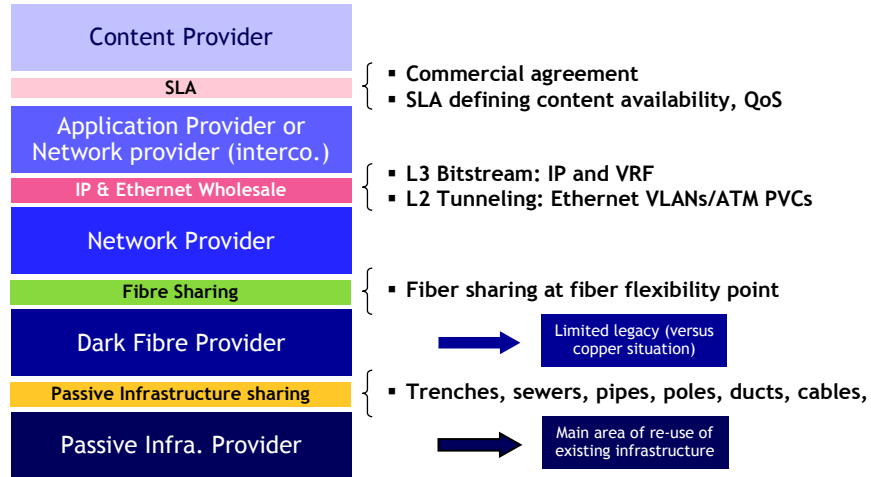 Content Provider
SLA
▪ Commercial agreement
▪ SLA defining content availability, QoS
Application Provider or
Network provider (interco.)
IP & Ethernet Wholesale
▪ L3 Bitstream: IP and VRF
▪ L2 Tunneling: Ethernet VLANs/ATM PVCs
Network Provider
Fibre Sharing
▪ Fiber sharing at fiber flexibility point
Dark Fibre Provider
Limited legacy (versus
copper situation)
Passive Infrastructure sharing
▪ Trenches, sewers, pipes, poles, ducts, cables,
Passive Infra. Provider
Main area of re-use of
existing infrastructure